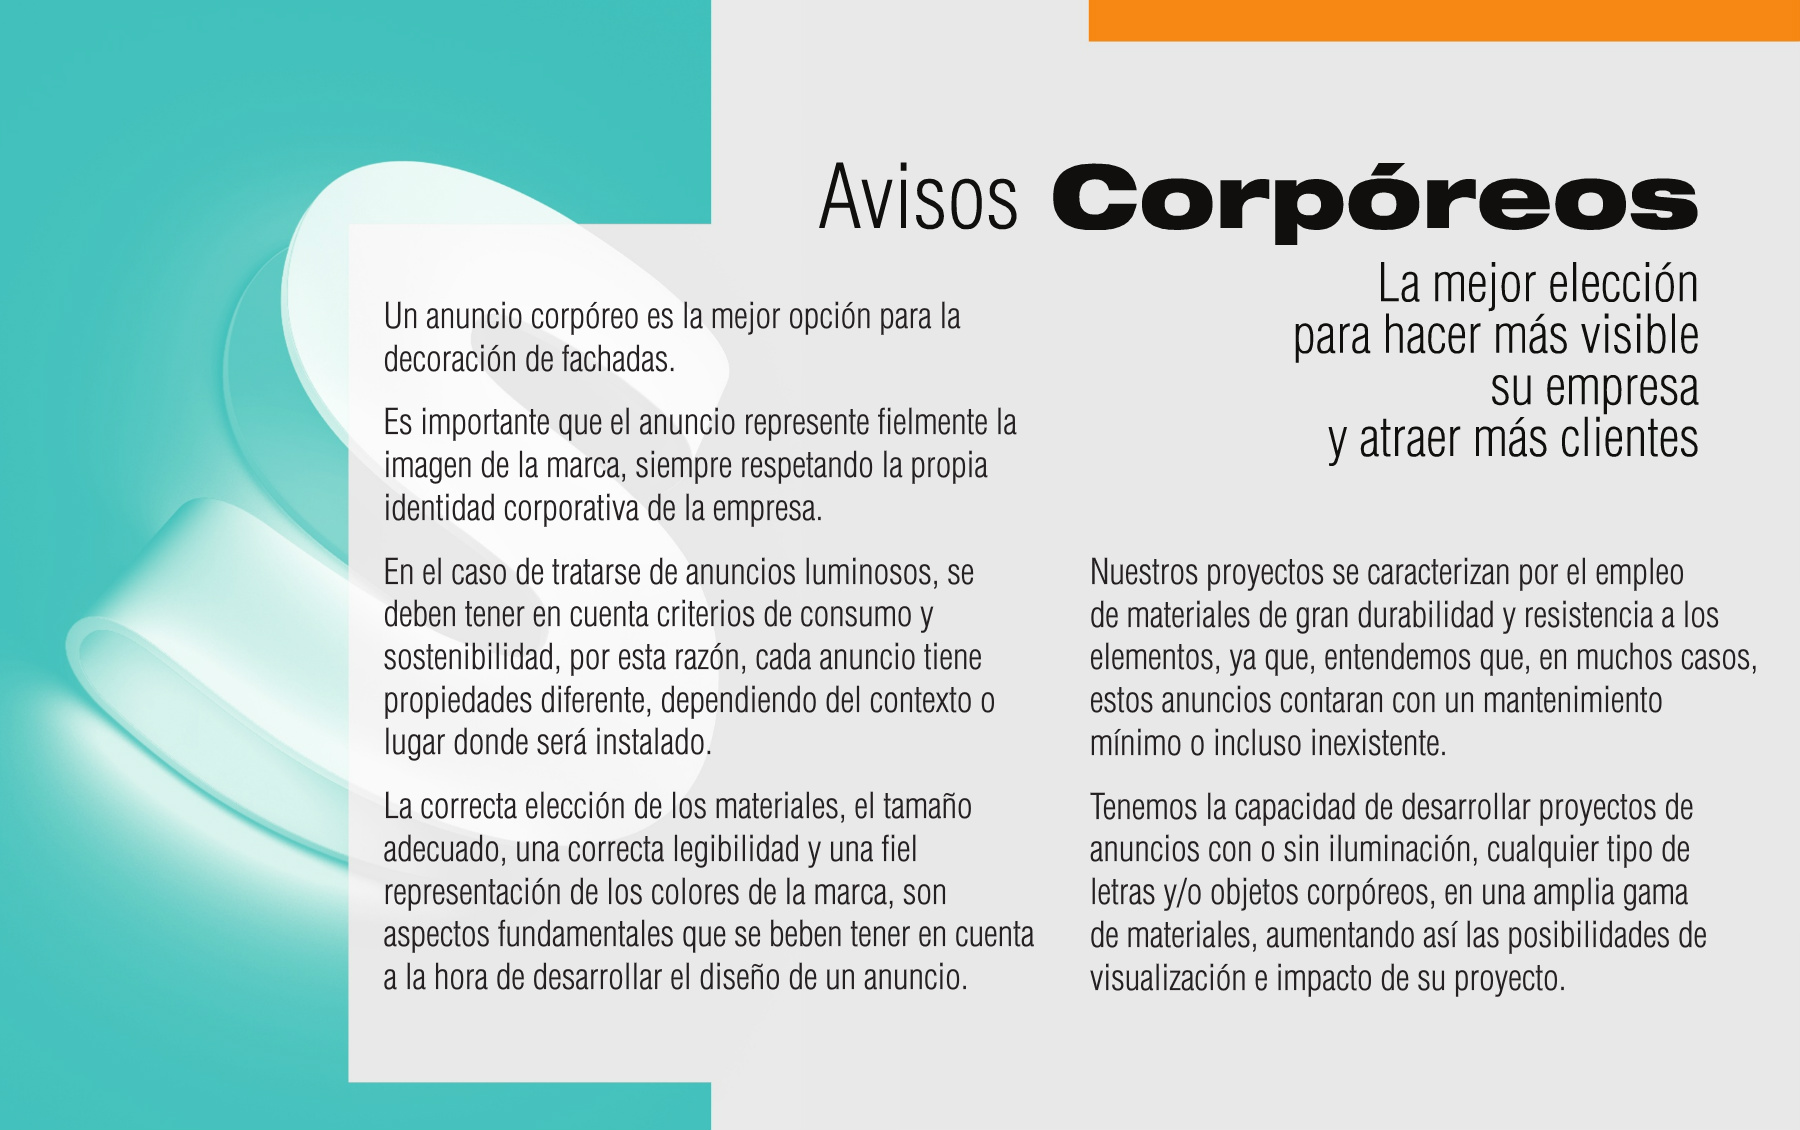 Avisos Corpóreos
La mejor elección
para hacer más visible
su empresa
y atraer más clientes
Un anuncio corpóreo es la mejor opción para la
decoración de fachadas.
Es importante que el anuncio represente fielmente la
imagen de la marca, siempre respetando la propia
identidad corporativa de la empresa.
En el caso de tratarse de anuncios luminosos, se
deben tener en cuenta criterios de consumo y
sostenibilidad, por esta razón, cada anuncio tiene
propiedades diferente, dependiendo del contexto o
lugar donde será instalado.
La correcta elección de los materiales, el tamaño
adecuado, una correcta legibilidad y una fiel
representación de los colores de la marca, son
aspectos fundamentales que se beben tener en cuenta
a la hora de desarrollar el diseño de un anuncio.
Nuestros proyectos se caracterizan por el empleo
de materiales de gran durabilidad y resistencia a los
elementos, ya que, entendemos que, en muchos casos,
estos anuncios contaran con un mantenimiento
mínimo o incluso inexistente.
Tenemos la capacidad de desarrollar proyectos de
anuncios con o sin iluminación, cualquier tipo de
letras y/o objetos corpóreos, en una amplia gama
de materiales, aumentando así las posibilidades de
visualización e impacto de su proyecto.